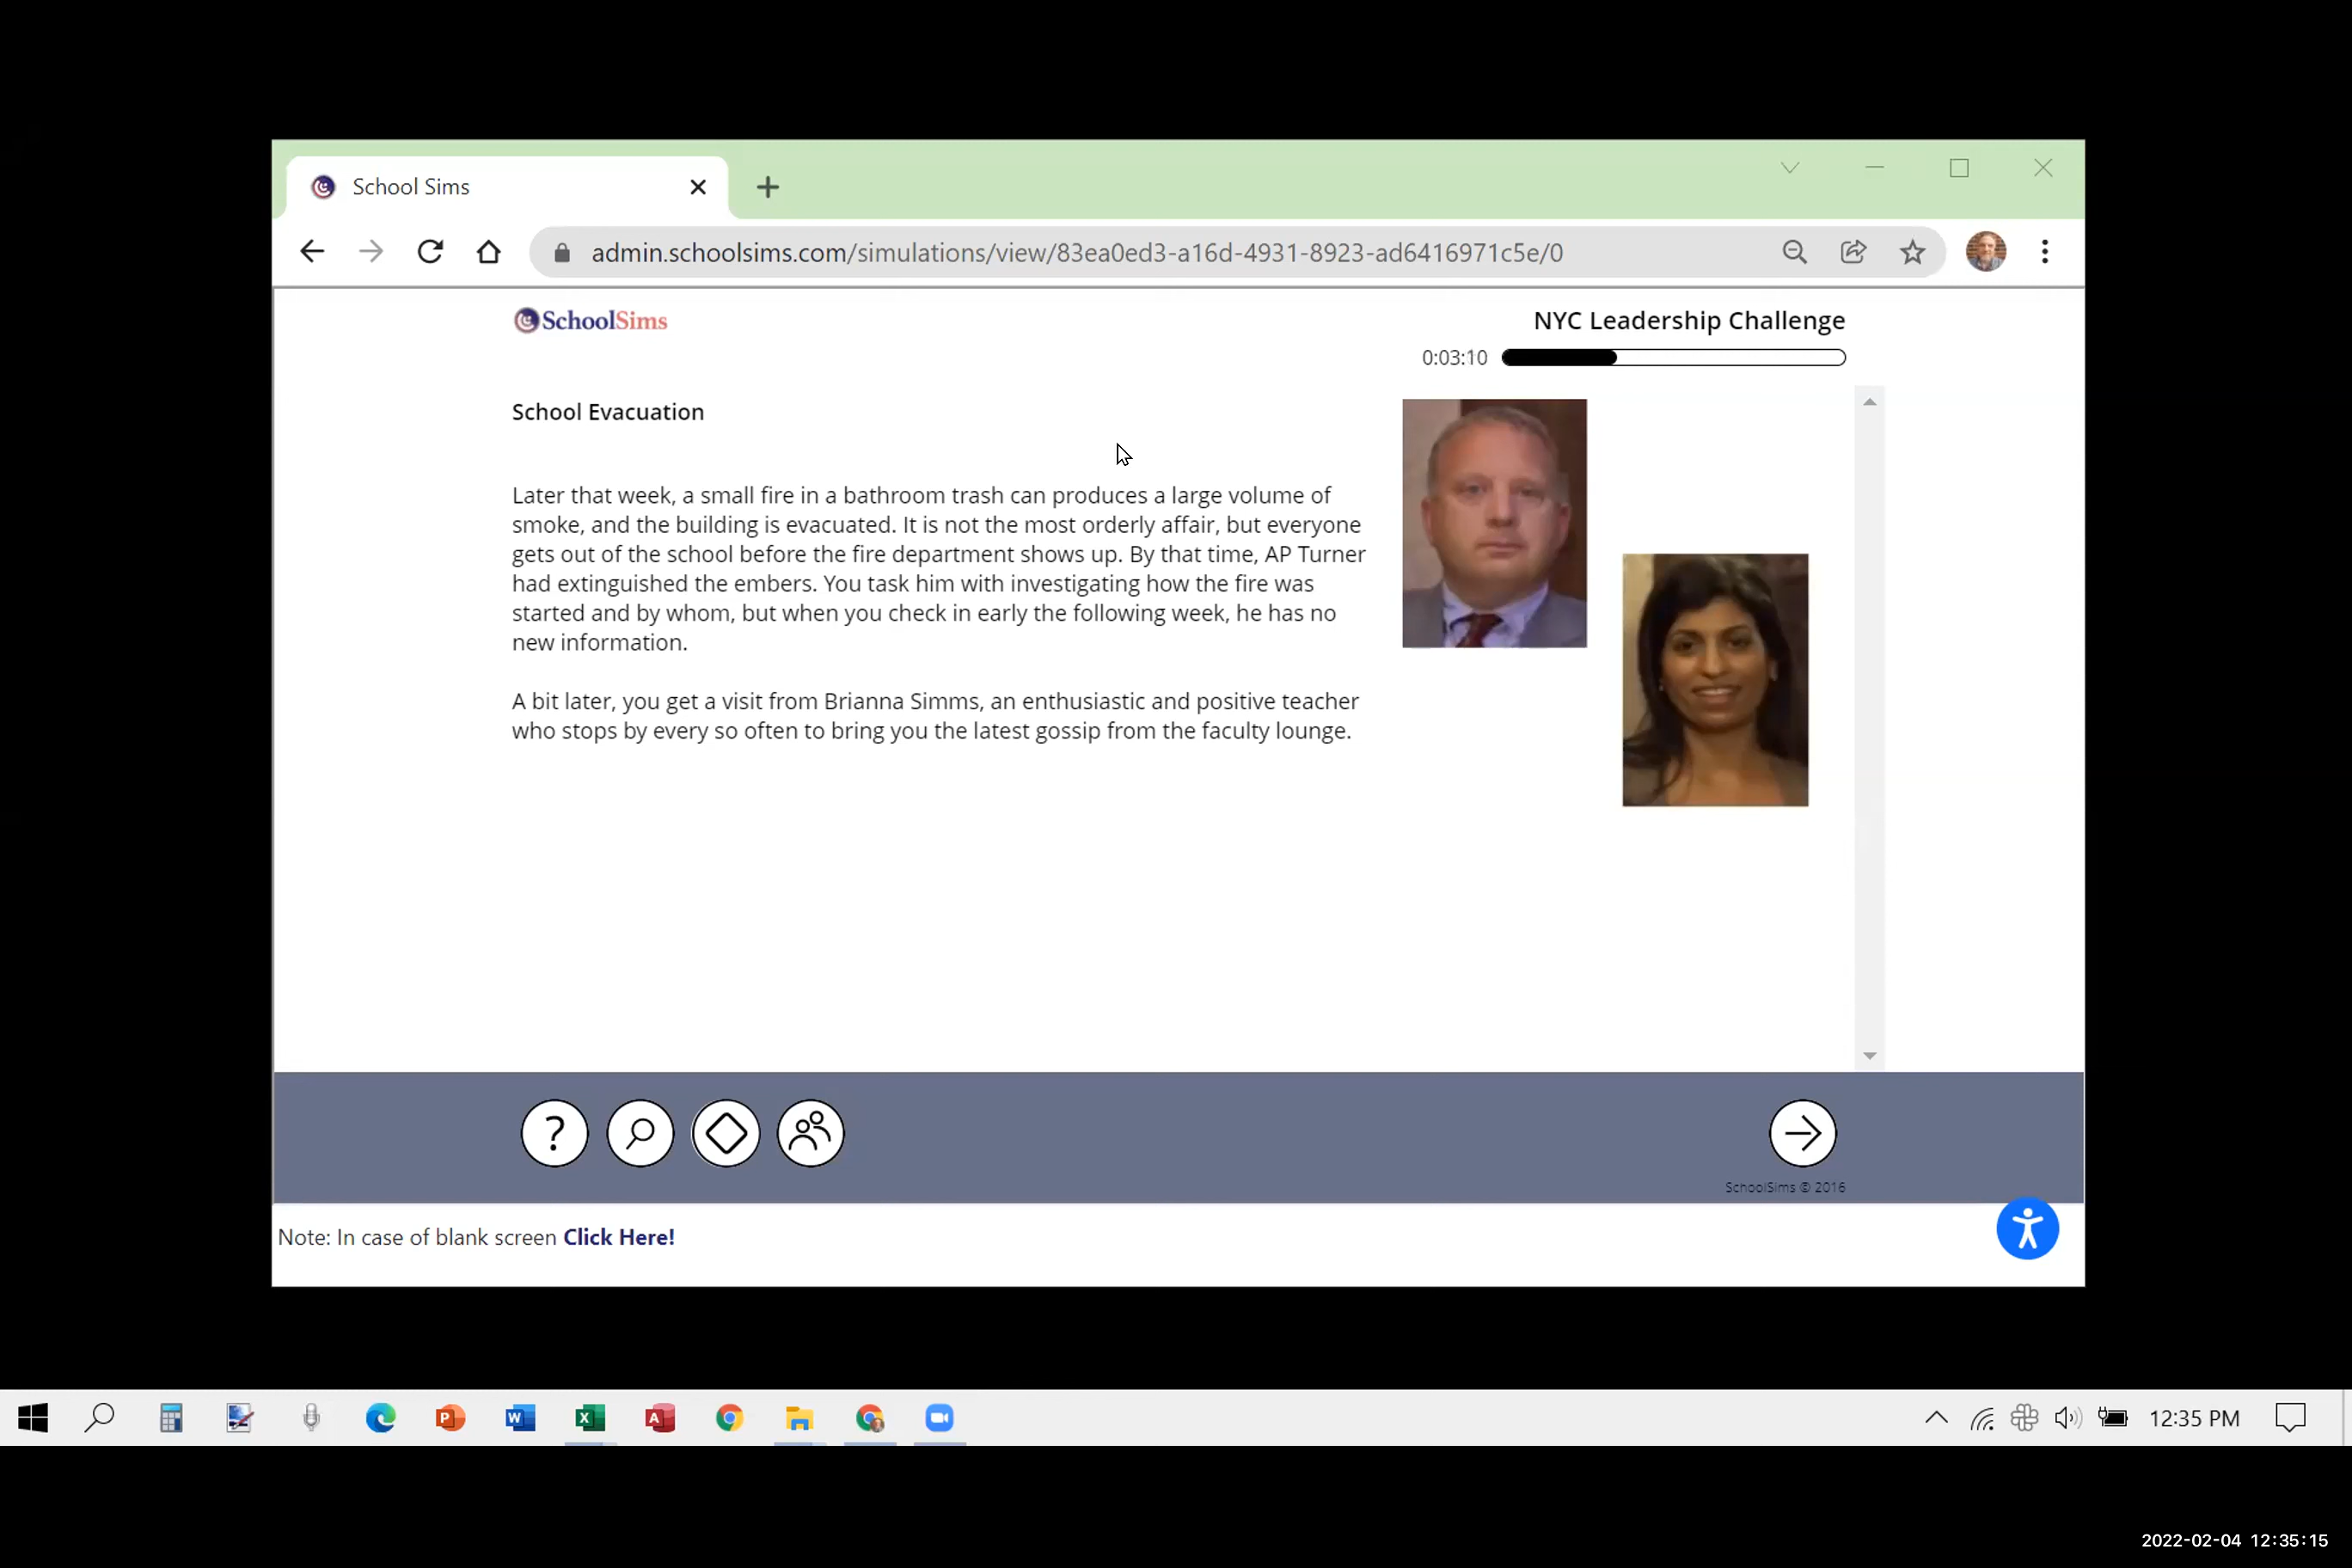 School Sims
admin.schoolsims.com/simulations/view/83ea0ed3-a16d-4931-8923-ad6416971c5e/0
SchoolSims
NYC Leadership Challenge
0:03:10
School Evacuation
Later that week, a small fire in a bathroom trash can produces a large volume of
smoke, and the building is evacuated. It is not the most orderly affair, but everyone
gets out of the school before the fire department shows up. By that time, AP Turner
had extinguished the embers. You task him with investigating how the fire was
started and by whom, but when you check in early the following week, he has no
new information.
A bit later, you get a visit from Brianna Simms, an enthusiastic and positive teacher
who stops by every so often to bring you the latest gossip from the faculty lounge.
?
SchoolSims © 2016
Note: In case of blank screen Click Here!
P
W
X
A
12:35 PM
2022-02-04 12:35:15